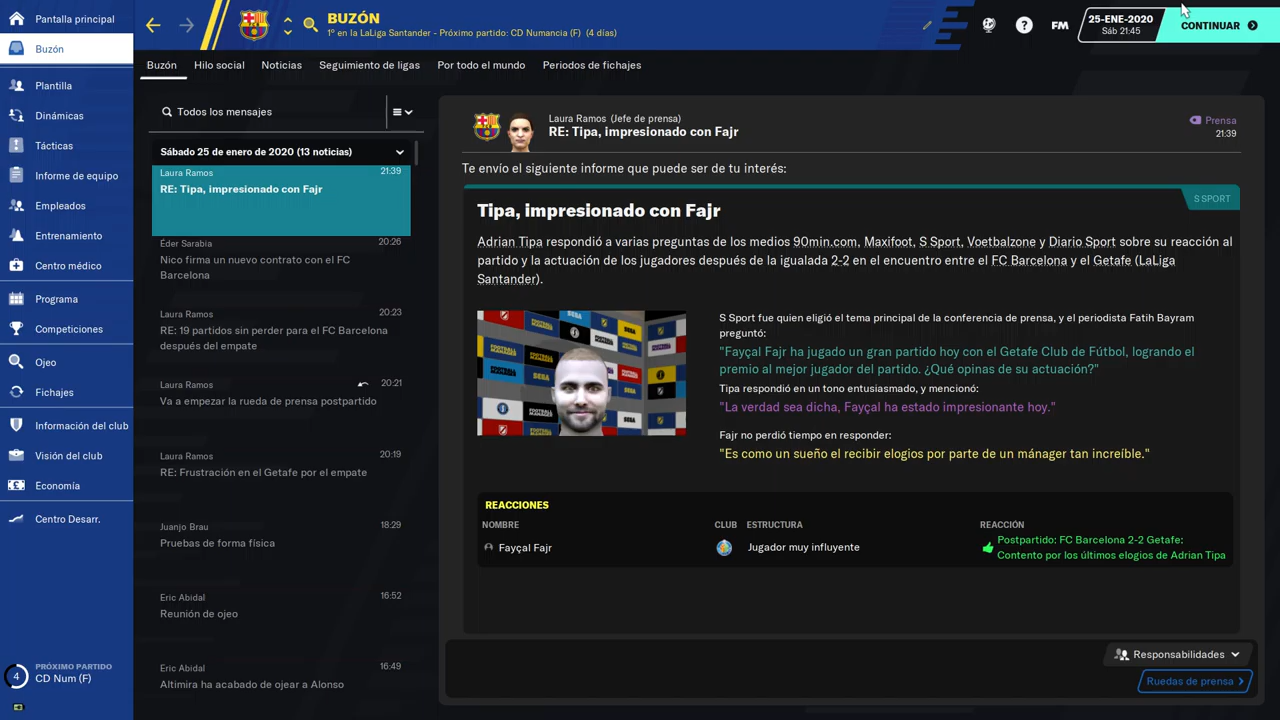 Pantalla principal
Buzón
Plantilla
Dinámicas
Tácticas
Informe de equipo
Empleados
Entrenamiento
Centro médico
Programa
Competiciones
Ojeo
Fichajes
Información del club
Visión del club
Economía
Centro Desarr.
4
PRÓXIMO PARTIDO
CD Num (F)
BUZÓN
1º en la LaLiga Santander - Próximo partido: CD Numancia (F) (4 días)
FM
25-ENE-2020
Sáb 21:45
CONTINUAR
Buzón
Hilo social
Noticias
Seguimiento de ligas
Por todo el mundo
Periodos de fichajes
Todos los mensajes
Sábado 25 de enero de 2020 (13 noticias)
Laura Ramos 21:39
RE: Tipa, impresionado con Fajr
Éder Sarabia 20:26
Nico firma un nuevo contrato con el FC
Barcelona
Laura Ramos 20:23
RE: 19 partidos sin perder para el FC Barcelona
después del empate
Laura Ramos 20:21
Va a empezar la rueda de prensa postpartido
Laura Ramos 20:19
RE: Frustración en el Getafe por el empate
Juanjo Brau 18:29
Pruebas de forma física
Eric Abidal 16:52
Reunión de ojeo
Eric Abidal 16:49
Altimira ha acabado de ojear a Alonso
Laura Ramos (Jefe de prensa)
RE: Tipa, impresionado con Fajr
Prensa
21:39
Te envío el siguiente informe que puede ser de tu interés:
S SPORT
Tipa, impresionado con Fajr
Adrian Tipa respondió a varias preguntas de los medios 90min.com, Maxifoot, S Sport, Voetbalzone y Diario Sport sobre su reacción al
partido y la actuación de los jugadores después de la igualada 2-2 en el encuentro entre el FC Barcelona y el Getafe (LaLiga
Santander).
S Sport fue quien eligió el tema principal de la conferencia de prensa, y el periodista Fatih Bayram
preguntó:
"Fayçal Fajr ha jugado un gran partido hoy con el Getafe Club de Fútbol, logrando el
premio al mejor jugador del partido. ¿Qué opinas de su actuación?"
Tipa respondió en un tono entusiasmado, y mencionó:
"La verdad sea dicha, Fayçal ha estado impresionante hoy."
Fajr no perdió tiempo en responder:
"Es como un sueño el recibir elogios por parte de un mánager tan increíble."
REACCIONES
NOMBRE CLUB ESTRUCTURA REACCIÓN
Fayçal Fajr Jugador muy influyente
Postpartido: FC Barcelona 2-2 Getafe:
Contento por los últimos elogios de Adrian Tipa
Responsabilidades
Ruedas de prensa